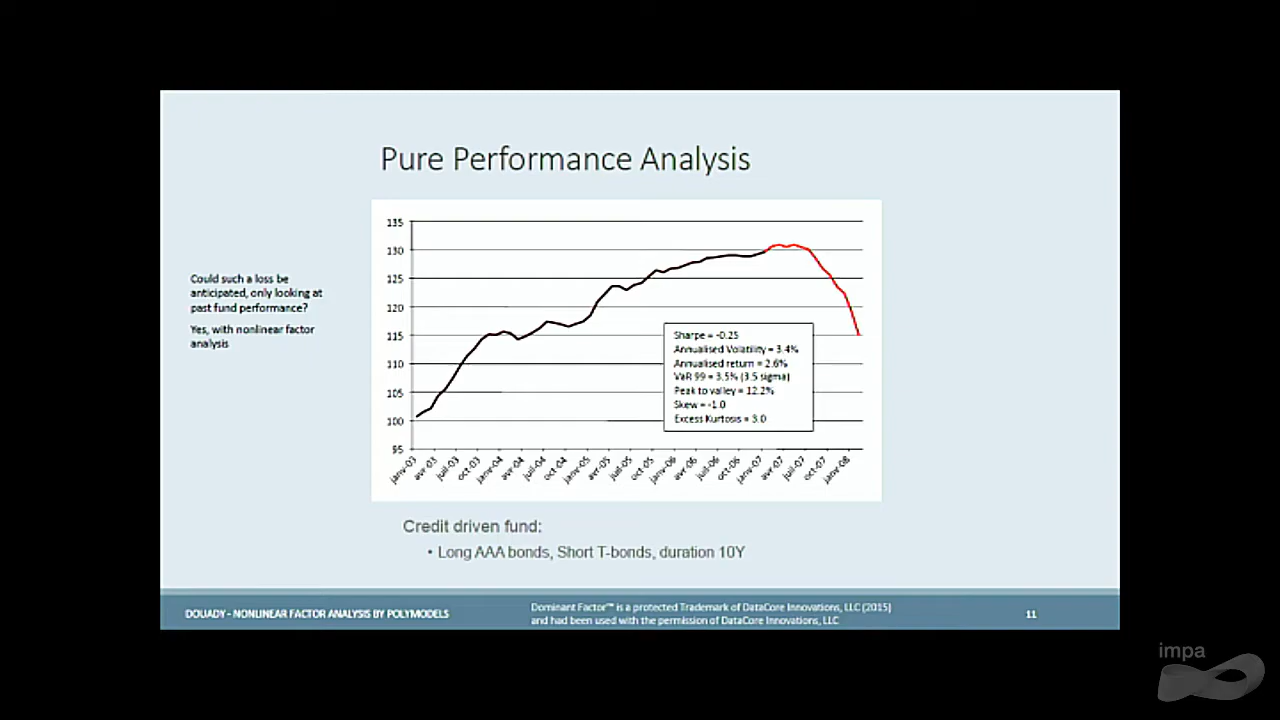 Pure Performance Analysis
Could such a loss be
anticipated, only looking at
past fund performance?
Yes, with nonlinear factor
analysis
135
130
125
120
115
110
105
100
95
Sharpe = -0.25
Annualised Volatility = 3.4%
Annualised return = 2.6%
VaR 99 = 3.5% (3.5 sigma)
Peak to valley = 12.2%
Skew = -1.0
Excess Kurtosis = 3.0
janv-03
avr-03
juil-03
oct-03
janv-04
avr-04
juil-04
oct-04
janv-05
avr-05
juil-05
oct-05
janv-06
avr-06
juil-06
oct-06
janv-07
avr-07
juil-07
oct-07
janv-08
Credit driven fund:
• Long AAA bonds, Short T-bonds, duration 10Y
DOUADY - NONLINEAR FACTOR ANALYSIS BY POLYMODELS
Dominant Factor™ is a protected Trademark of DataCore Innovations, LLC (2015)
and had been used with the permission of DataCore Innovations, LLC
11
impa